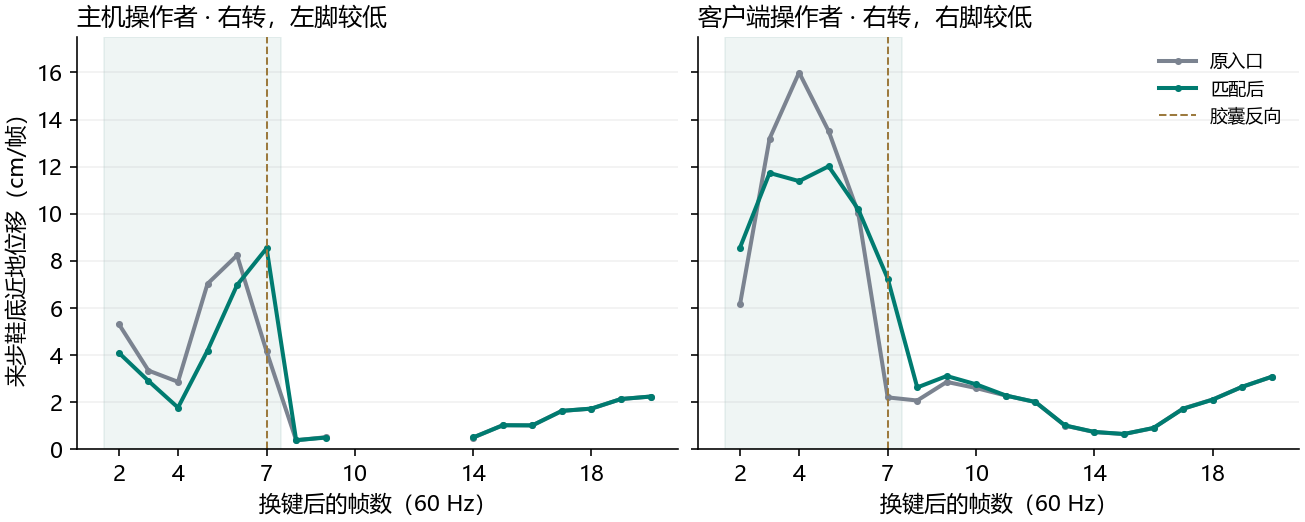 主机操作者 · 右转，左脚较低
客户端操作者 · 右转，右脚较低
来步鞋底近地位移（cm/帧）
16
14
12
10
8
6
4
2
0
原入口
匹配后
胶囊反向
2 4 7 10 14 18
2 4 7 10 14 18
换键后的帧数（60 Hz）
换键后的帧数（60 Hz）